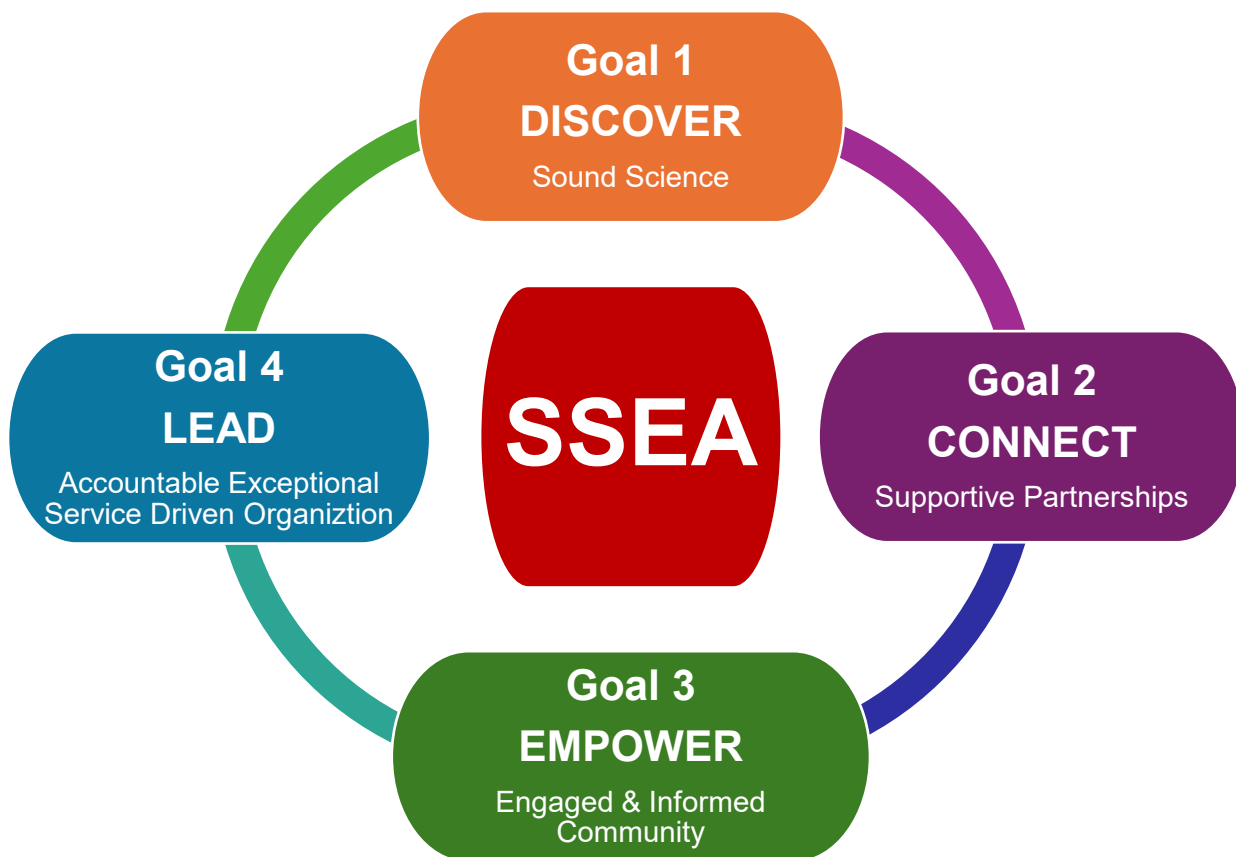 Goal 1
DISCOVER
Sound Science
SSEA
Goal 2
CONNECT
Supportive Partnerships
Goal 3
EMPOWER
Engaged & Informed
Community
Goal 4
LEAD
Accountable Exceptional
Service Driven Organiztion